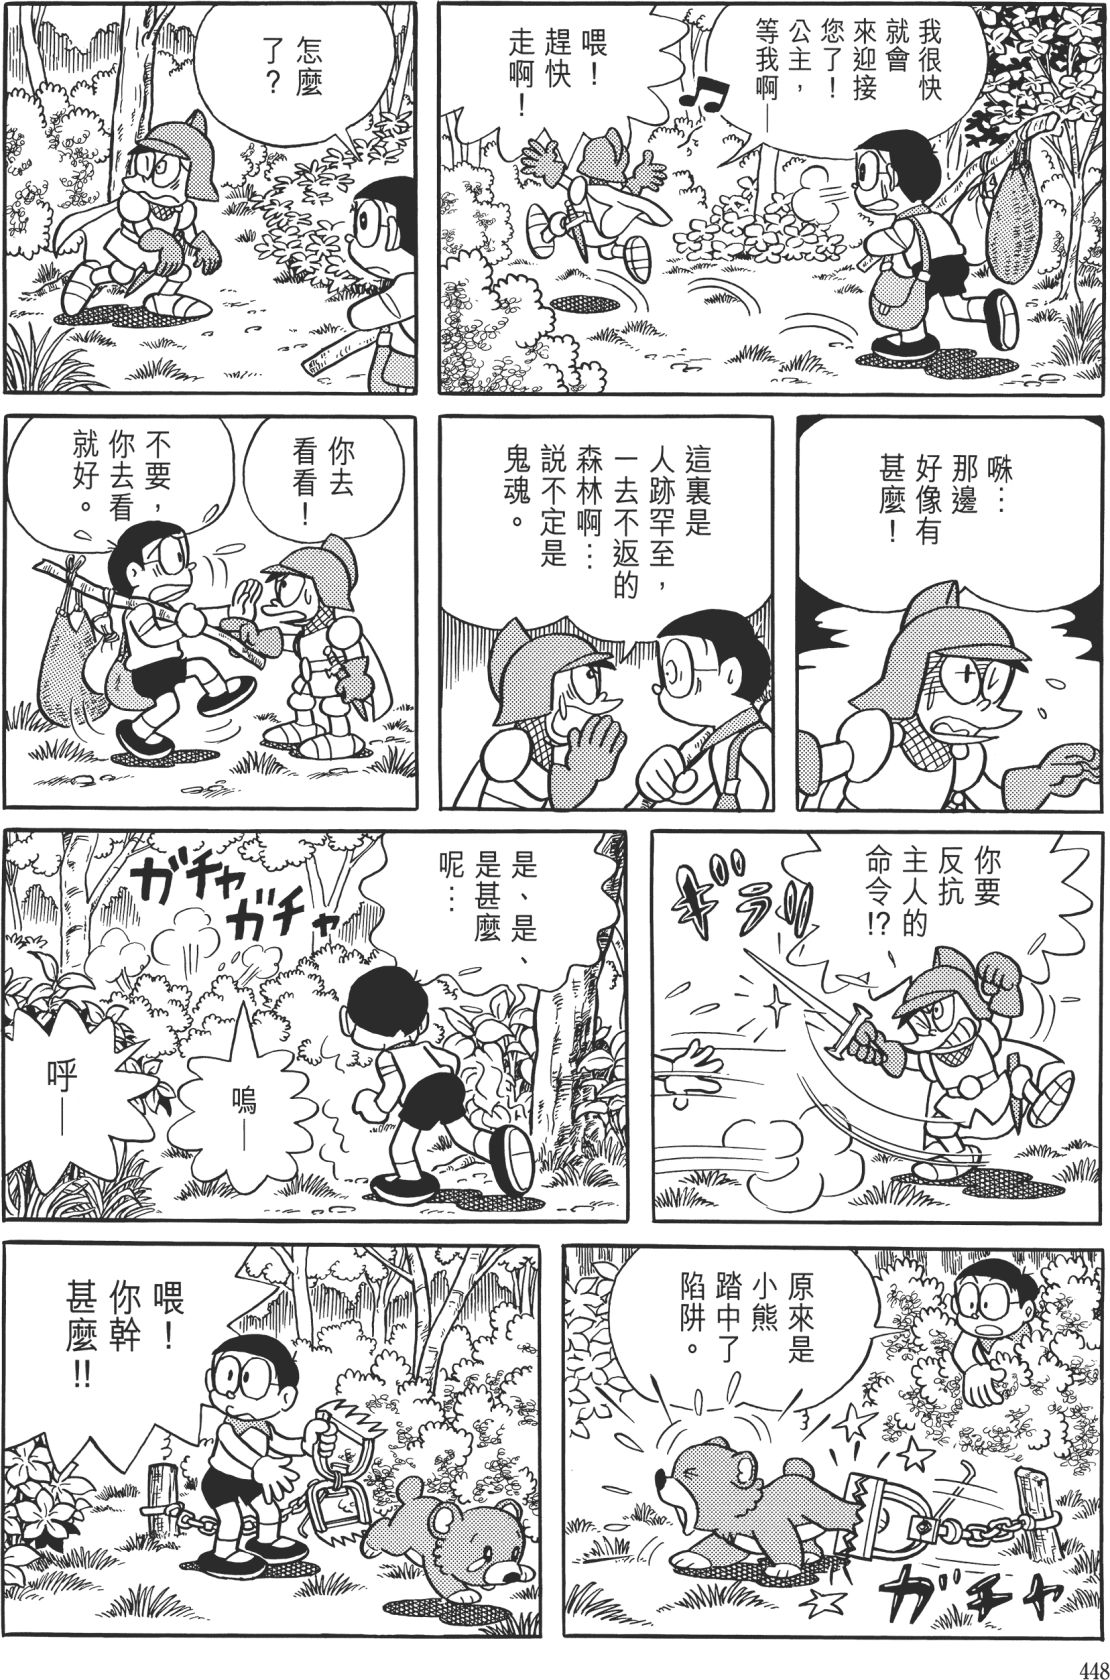 我很快
就會
來迎接
您了！
公主，
等我啊—
喂！
趕快
走啊！
怎麼
了？
咻…
那邊
好像有
甚麼！
這裏是
人跡罕至，
一去不返的
森林啊…
說不定是
鬼魂。
你去
看看！
不要，
你去看
就好。
你要
反抗
主人的
命令!?
ギラリ
是、是、
是甚麼
呢…
ガチャ
ガチャ
嗚—
呼—
原來是
小熊
踏中了
陷阱。
ガチャ
喂！
你幹
甚麼!!
448